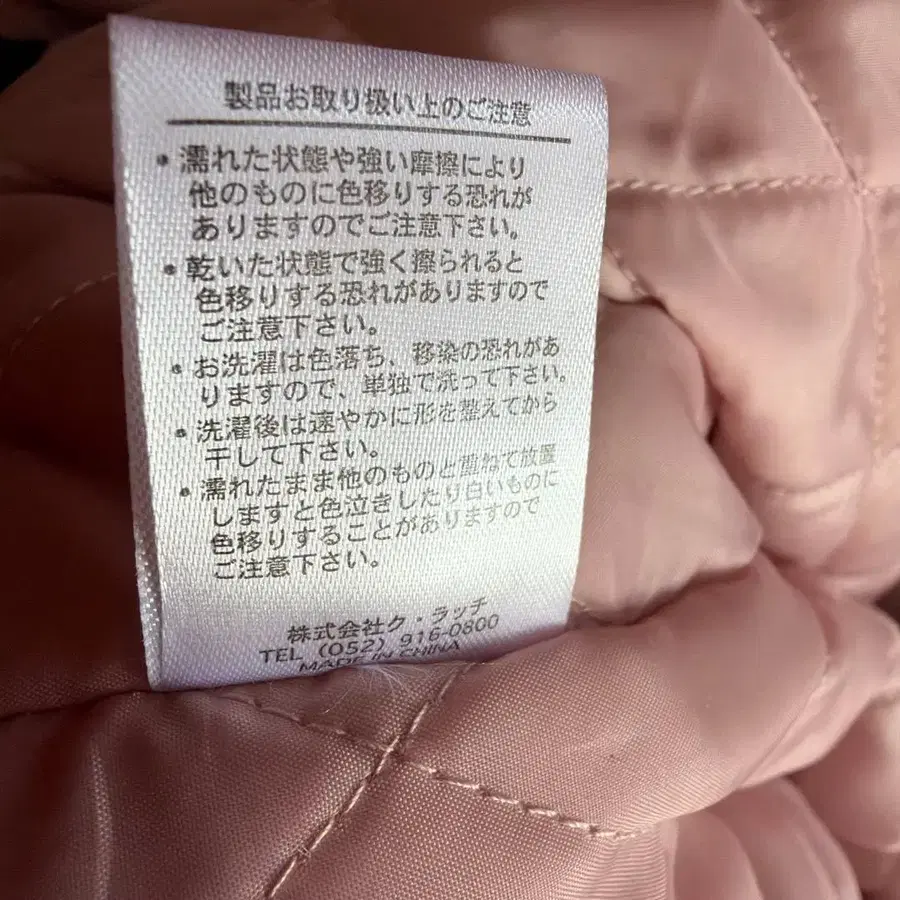 製品お取り扱い上のご注意
・濡れた状態や強い摩擦により
他のものに色移りする恐れが
ありますのでご注意下さい。
・乾いた状態で強く擦られると
色移りする恐れがありますので
ご注意下さい。
・お洗濯は色落ち、移染の恐れがあ
りますので、単独で洗って下さい。
・洗濯後は速やかに形を整えてから
干して下さい。
・濡れたまま他のものと重ねて放置
しますと色泣きしたり白いものに
色移りすることがありますので
ご注意下さい。
株式会社ク・ラッチ
TEL (052) 916-0800
MADE IN CHINA